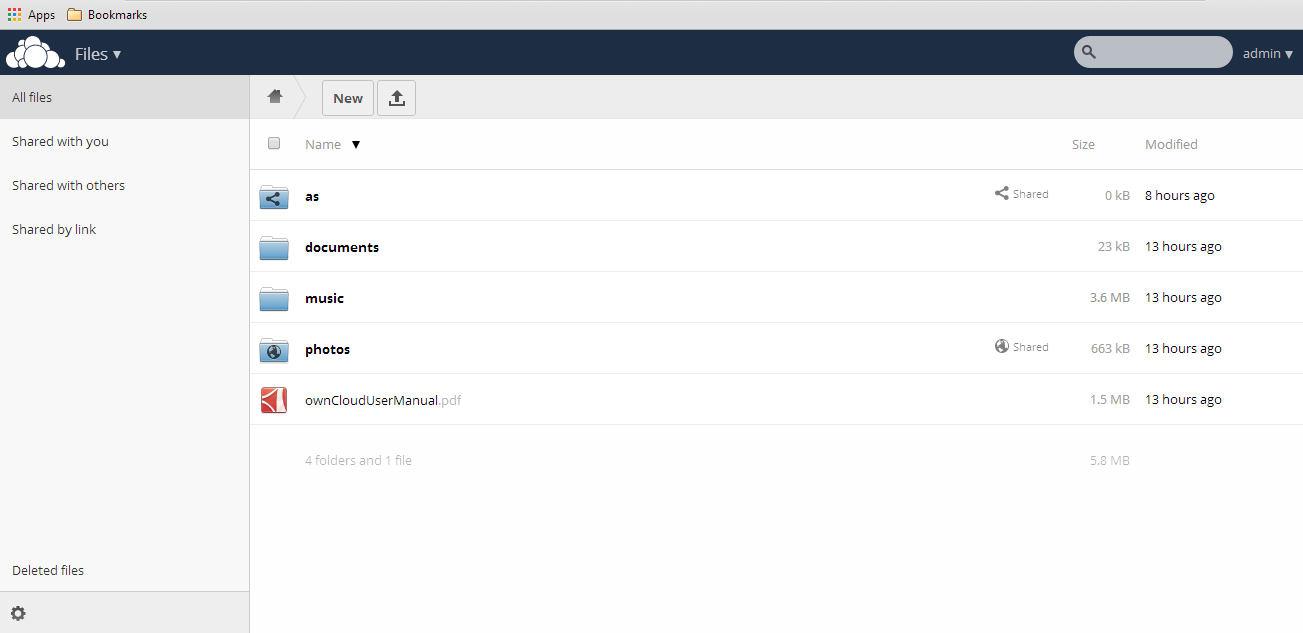 Apps Bookmarks
Files ▾ admin ▾
All files
Shared with you
Shared with others
Shared by link
Deleted files
New
Name ▼ Size Modified
as Shared 0 kB 8 hours ago
documents 23 kB 13 hours ago
music 3.6 MB 13 hours ago
photos Shared 663 kB 13 hours ago
ownCloudUserManual.pdf 1.5 MB 13 hours ago
4 folders and 1 file 5.8 MB